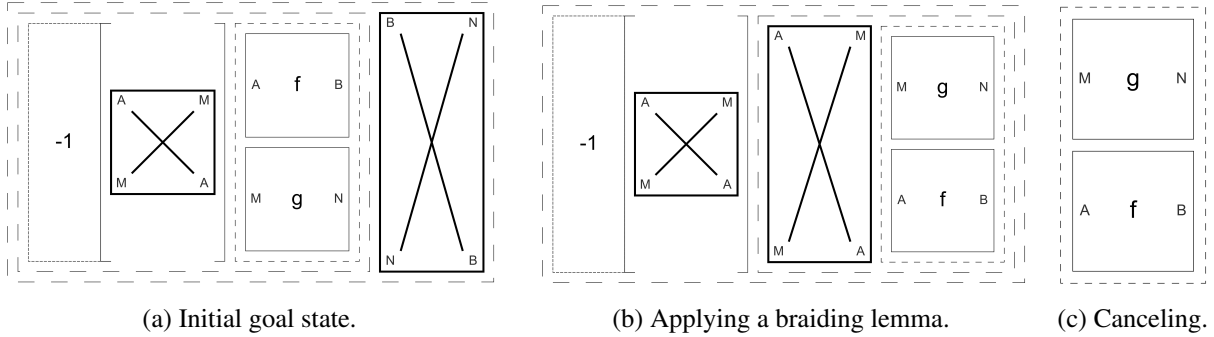 -1
A M
M A
A f B
M g N
B N
N B
(a) Initial goal state.
-1
A M
M A
A M
M A
M g N
A f B
(b) Applying a braiding lemma.
M g N
A f B
(c) Canceling.